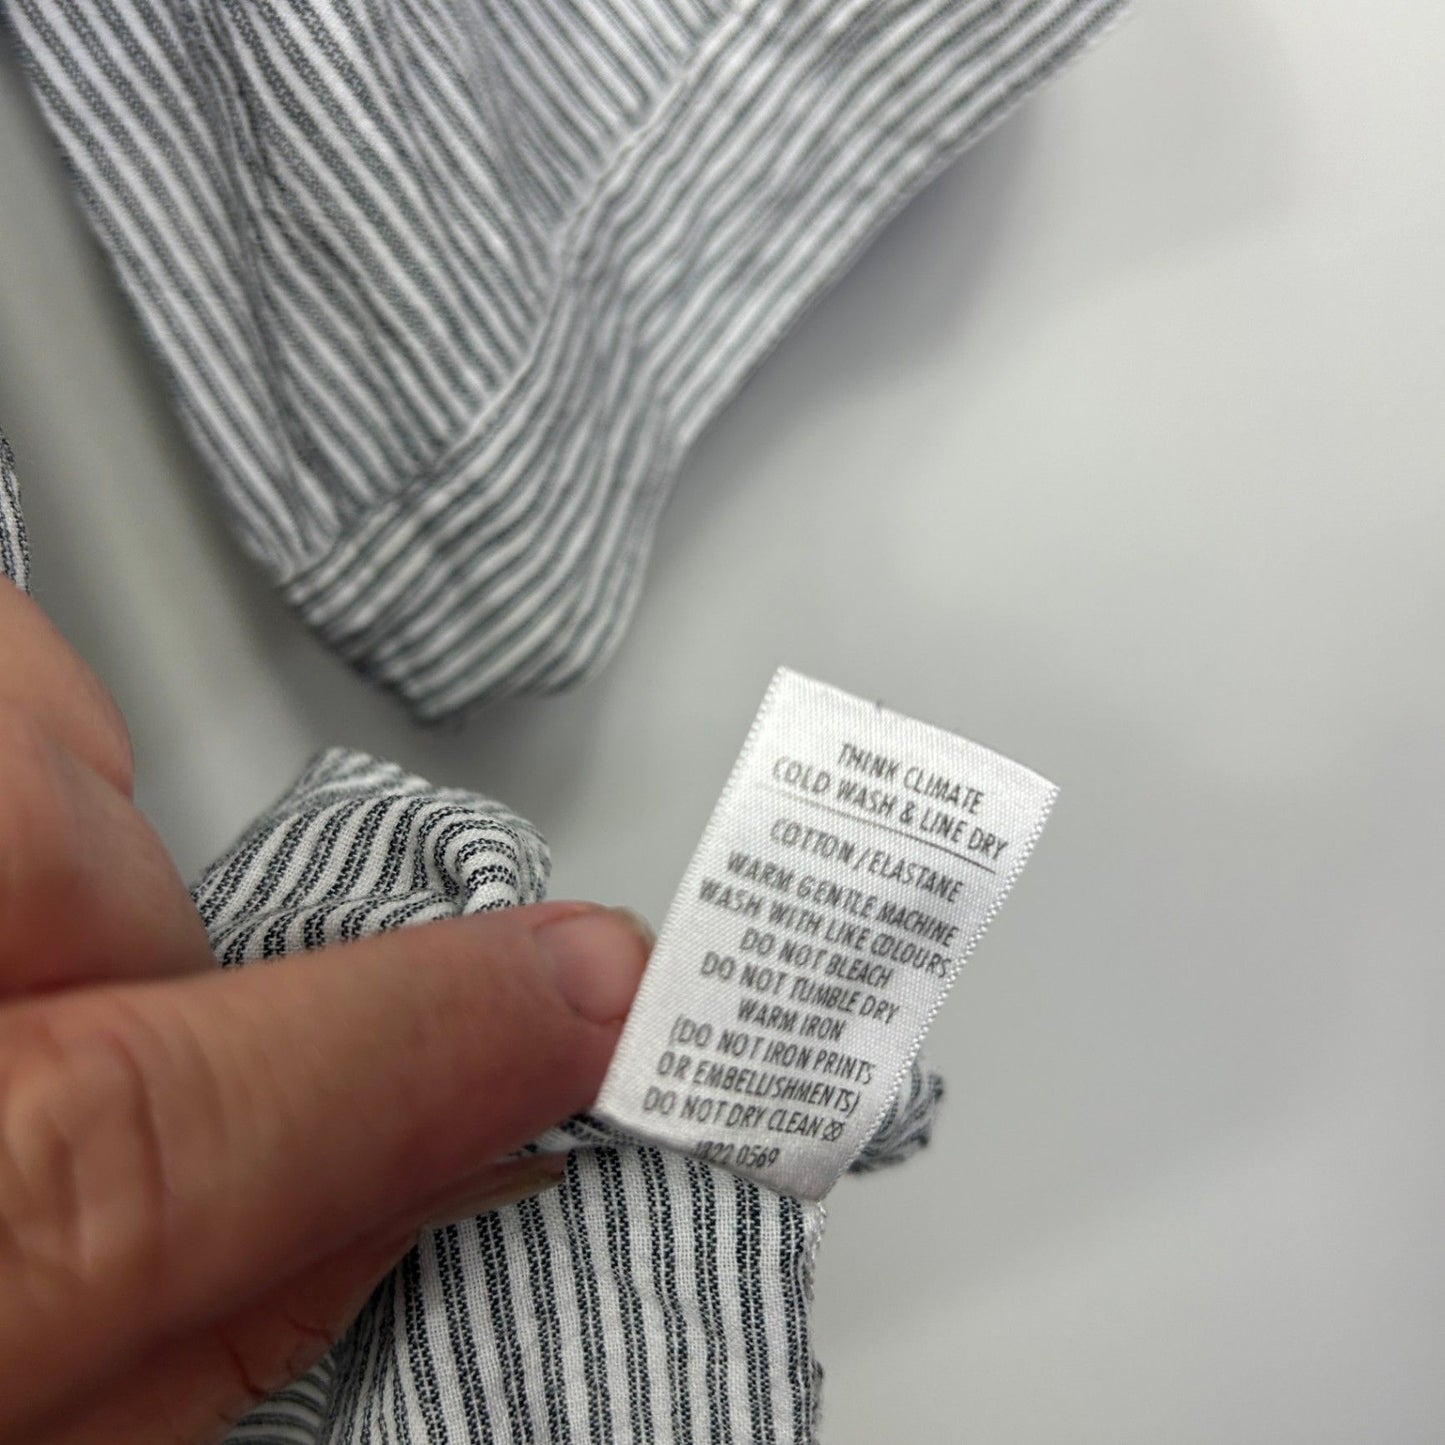 THINK CLIMATE
COLD WASH & LINE DRY
COTTON/ELASTANE
WARM GENTLE MACHINE
WASH WITH LIKE COLOURS
DO NOT BLEACH
DO NOT TUMBLE DRY
WARM IRON
(DO NOT IRON PRINTS
OR EMBELLISHMENTS)
DO NOT DRY CLEAN
0569